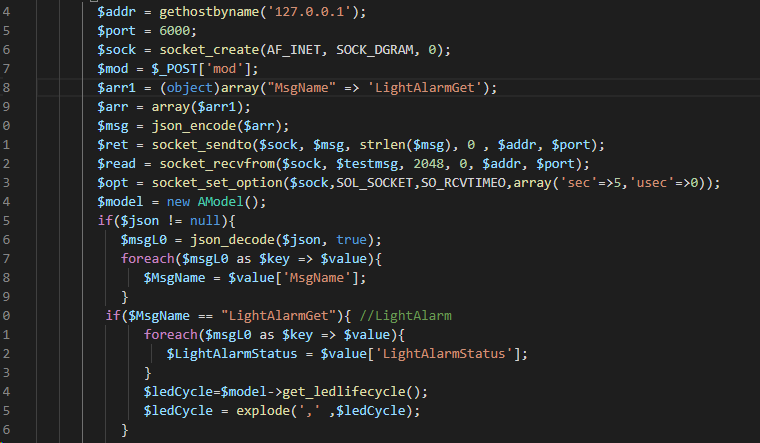 4 $addr = gethostbyname('127.0.0.1');
5 $port = 6000;
6 $sock = socket_create(AF_INET, SOCK_DGRAM, 0);
7 $mod = $_POST['mod'];
8 $arr1 = (object)array("MsgName" => 'LightAlarmGet');
9 $arr = array($arr1);
0 $msg = json_encode($arr);
1 $ret = socket_sendto($sock, $msg, strlen($msg), 0 , $addr, $port);
2 $read = socket_recvfrom($sock, $testmsg, 2048, 0, $addr, $port);
3 $opt = socket_set_option($sock,SOL_SOCKET,SO_RCVTIMEO,array('sec'=>5,'usec'=>0));
4 $model = new AModel();
5 if($json != null){
6 $msgL0 = json_decode($json, true);
7 foreach($msgL0 as $key => $value){
8 $MsgName = $value['MsgName'];
9 }
0 if($MsgName == "LightAlarmGet"){ //LightAlarm
1 foreach($msgL0 as $key => $value){
2 $LightAlarmStatus = $value['LightAlarmStatus'];
3 }
4 $ledCycle=$model->get_ledlifecycle();
5 $ledCycle = explode(',' ,$ledCycle);
6 }